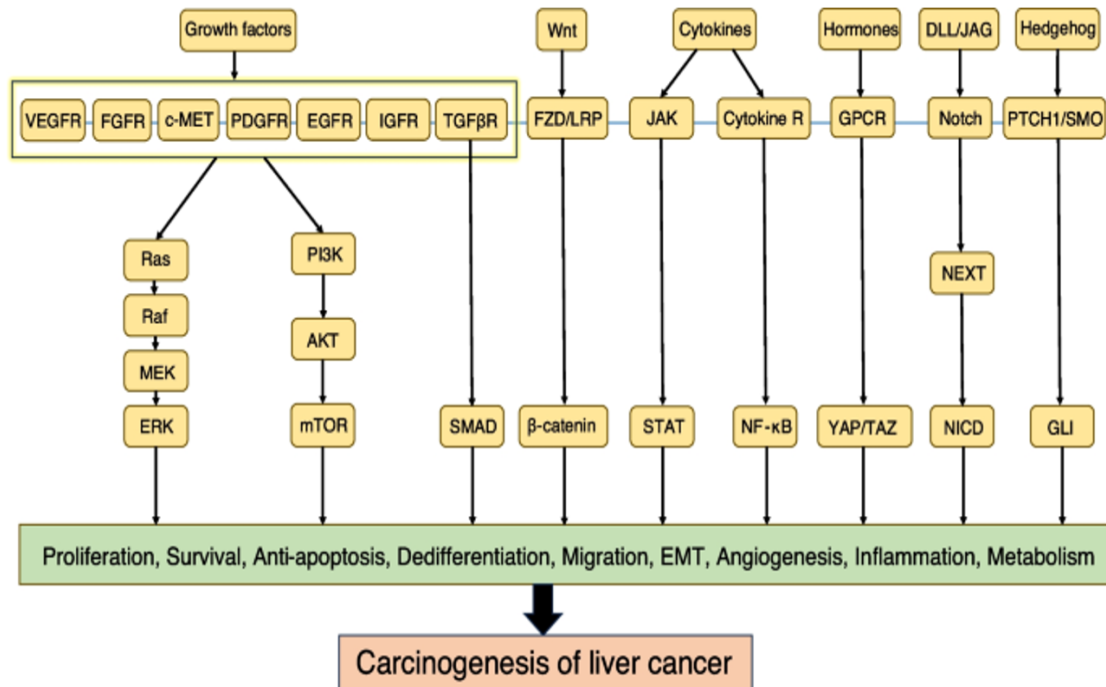 Growth factors
Wnt
Cytokines
Hormones
DLL/JAG
Hedgehog
VEGFR
FGFR
c-MET
PDGFR
EGFR
IGFR
TGFβR
FZD/LRP
JAK
Cytokine R
GPCR
Notch
PTCH1/SMO
Ras
PI3K
NEXT
Raf
AKT
MEK
ERK
mTOR
SMAD
β-catenin
STAT
NF-κB
YAP/TAZ
NICD
GLI
Proliferation, Survival, Anti-apoptosis, Dedifferentiation, Migration, EMT, Angiogenesis, Inflammation, Metabolism
Carcinogenesis of liver cancer